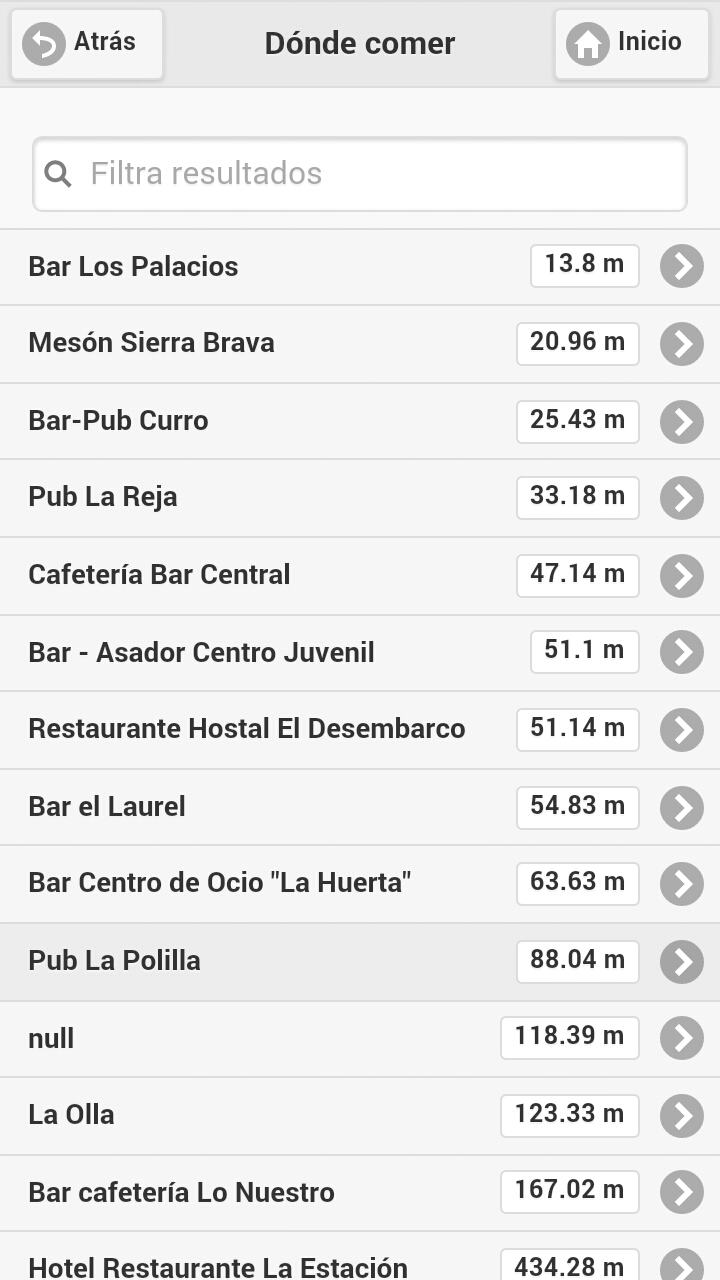 Atrás
Dónde comer
Inicio
Filtra resultados
Bar Los Palacios 13.8 m
Mesón Sierra Brava 20.96 m
Bar-Pub Curro 25.43 m
Pub La Reja 33.18 m
Cafetería Bar Central 47.14 m
Bar - Asador Centro Juvenil 51.1 m
Restaurante Hostal El Desembarco 51.14 m
Bar el Laurel 54.83 m
Bar Centro de Ocio "La Huerta" 63.63 m
Pub La Polilla 88.04 m
null 118.39 m
La Olla 123.33 m
Bar cafetería Lo Nuestro 167.02 m
Hotel Restaurante La Estación 434.28 m